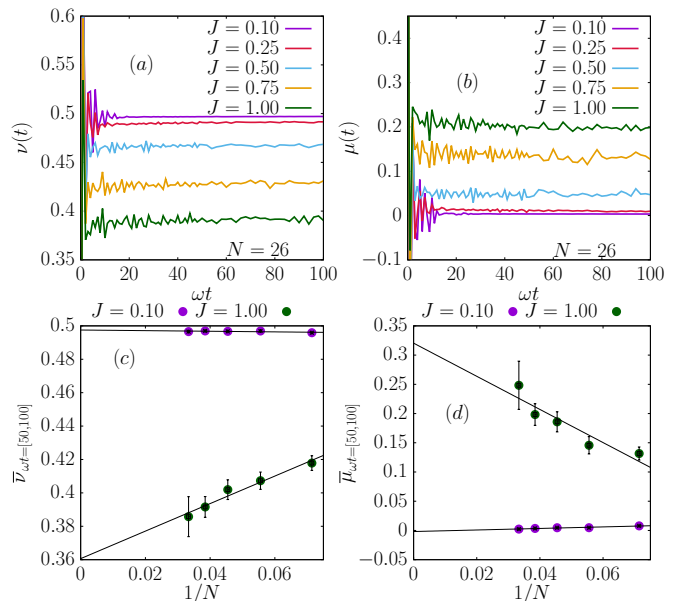 0.6
0.55
0.5
0.45
0.4
0.35
ν(t)
(a)
J = 0.10
J = 0.25
J = 0.50
J = 0.75
J = 1.00
N = 26
0 20 40 60 80 100
ωt
0.4
0.3
0.2
0.1
0
−0.1
μ(t)
(b)
J = 0.10
J = 0.25
J = 0.50
J = 0.75
J = 1.00
N = 26
0 20 40 60 80 100
ωt
J = 0.10 J = 1.00
0.5
0.48
0.46
0.44
0.42
0.4
0.38
0.36
ν̅ωt=[50,100]
(c)
0 0.02 0.04 0.06
1/N
J = 0.10 J = 1.00
0.35
0.3
0.25
0.2
0.15
0.1
0.05
0
−0.05
μ̅ωt=[50,100]
(d)
0 0.02 0.04 0.06
1/N